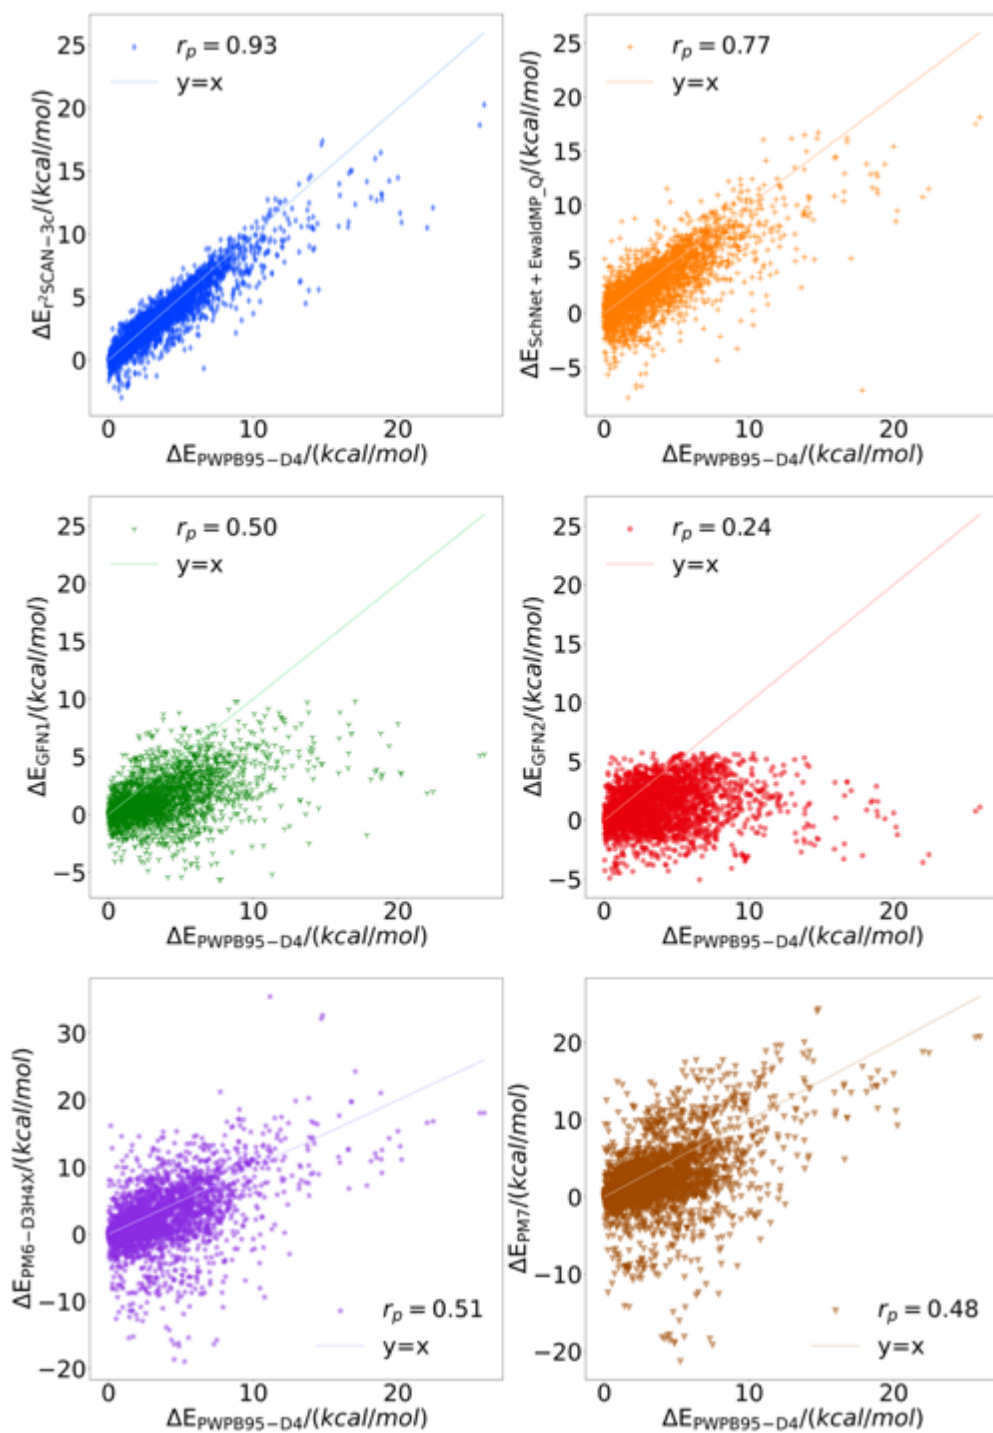 r_p = 0.93
y=x
25
20
15
10
5
0
ΔE_r²SCAN−3c/(kcal/mol)
0 10 20
ΔE_PWPB95−D4/(kcal/mol)
r_p = 0.77
y=x
25
20
15
10
5
0
−5
ΔE_SchNet + EwaldMP_Q/(kcal/mol)
0 10 20
ΔE_PWPB95−D4/(kcal/mol)
r_p = 0.50
y=x
25
20
15
10
5
0
−5
ΔE_GFN1/(kcal/mol)
0 10 20
ΔE_PWPB95−D4/(kcal/mol)
r_p = 0.24
y=x
25
20
15
10
5
0
−5
ΔE_GFN2/(kcal/mol)
0 10 20
ΔE_PWPB95−D4/(kcal/mol)
30
20
10
0
−10
−20
ΔE_PM6−D3H4X/(kcal/mol)
r_p = 0.51
y=x
0 10 20
ΔE_PWPB95−D4/(kcal/mol)
20
10
0
−10
−20
ΔE_PM7/(kcal/mol)
r_p = 0.48
y=x
0 10 20
ΔE_PWPB95−D4/(kcal/mol)